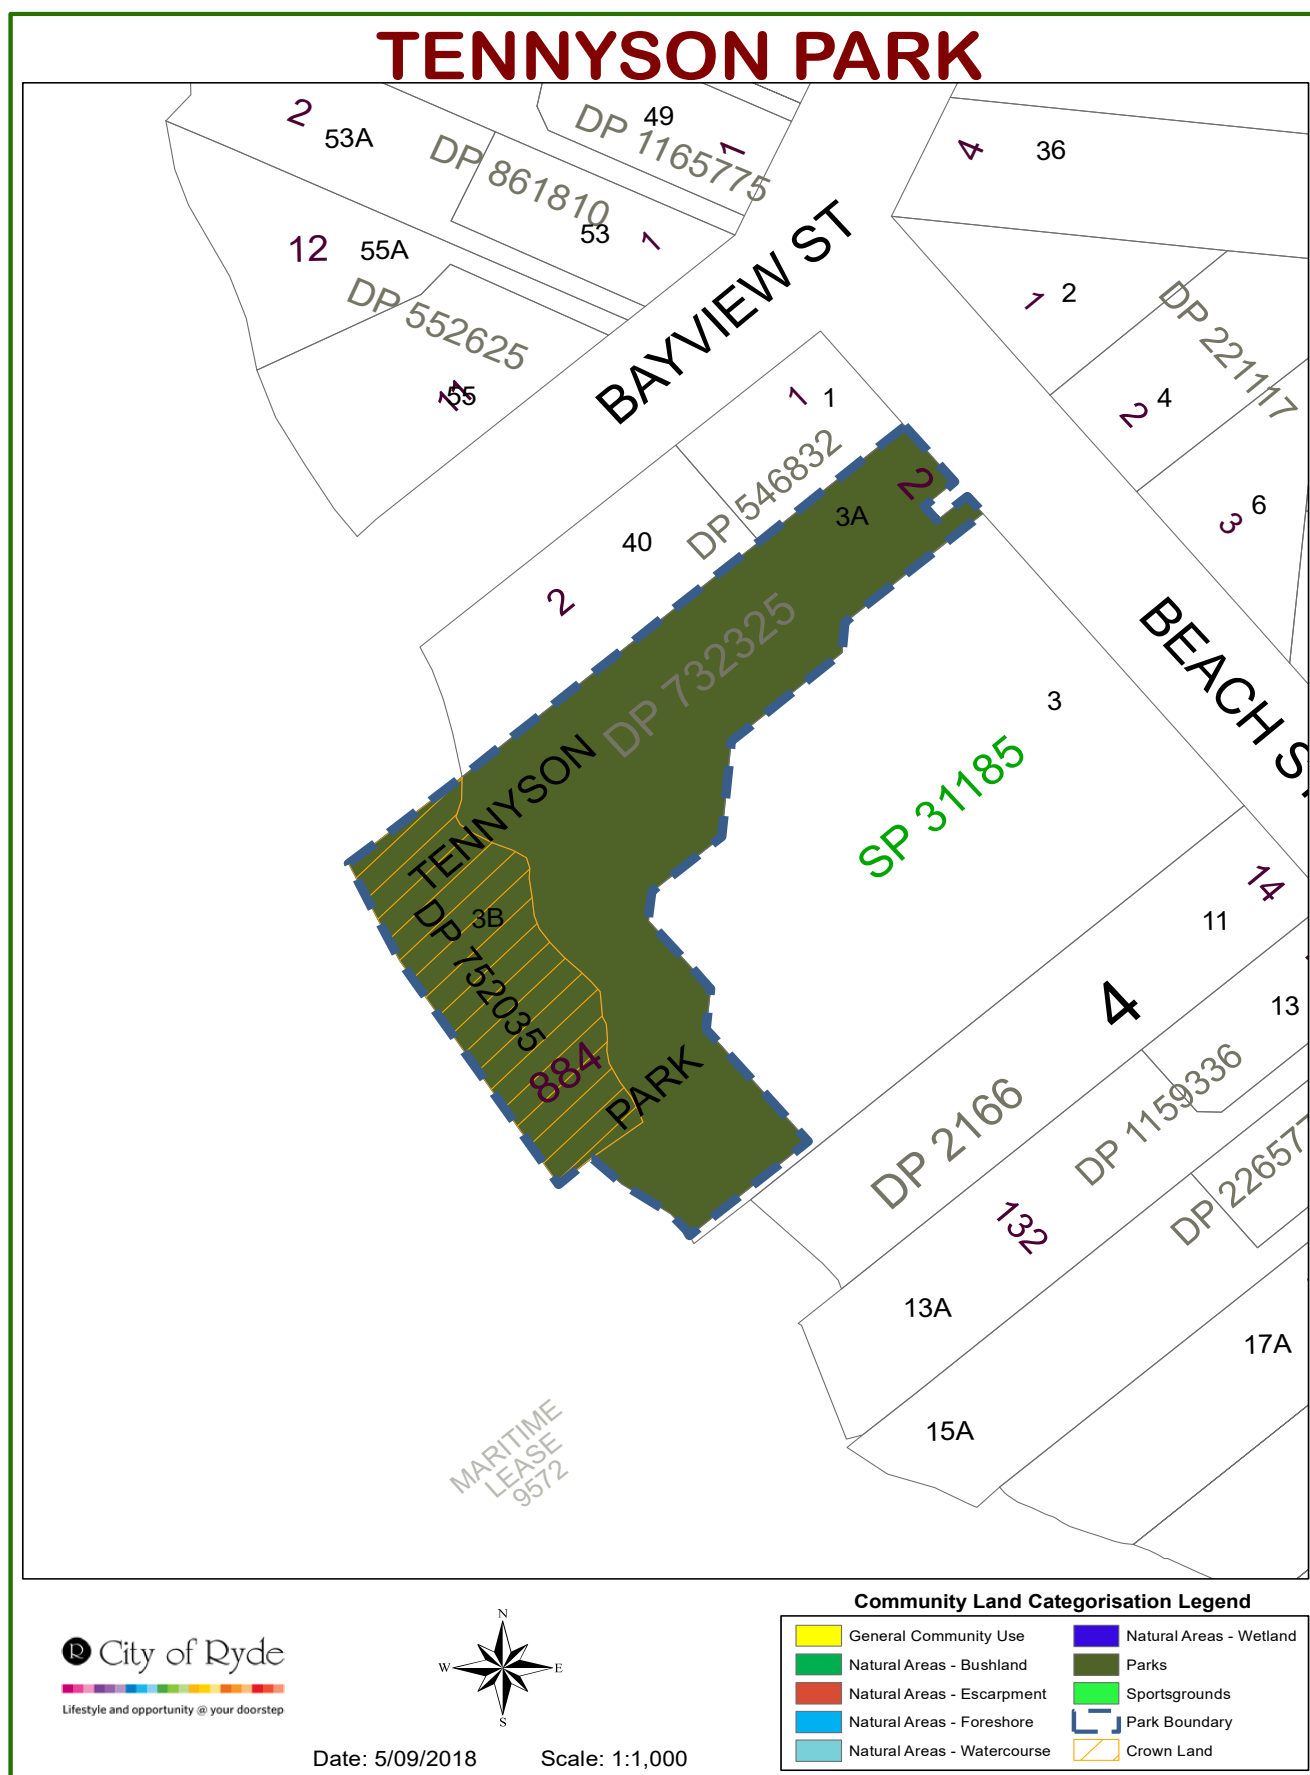 TENNYSON PARK
2
53A
DP 861810
49
DP 1165775
1
4
36
12
55A
53
1
DP 552625
11
55
BAYVIEW ST
1
2
DP 221117
2
4
3
6
1
1
DP 546832
40
2
2
3A
DP 732325
BEACH ST
3
SP 31185
TENNYSON
3B
DP 752035
884
PARK
14
11
4
13
DP 2166
DP 1159336
DP 22657
132
13A
17A
15A
MARITIME
LEASE
9572
R City of Ryde
Lifestyle and opportunity @ your doorstep
N
W
E
S
Date: 5/09/2018
Scale: 1:1,000
Community Land Categorisation Legend
General Community Use
Natural Areas - Bushland
Natural Areas - Escarpment
Natural Areas - Foreshore
Natural Areas - Watercourse
Natural Areas - Wetland
Parks
Sportsgrounds
Park Boundary
Crown Land